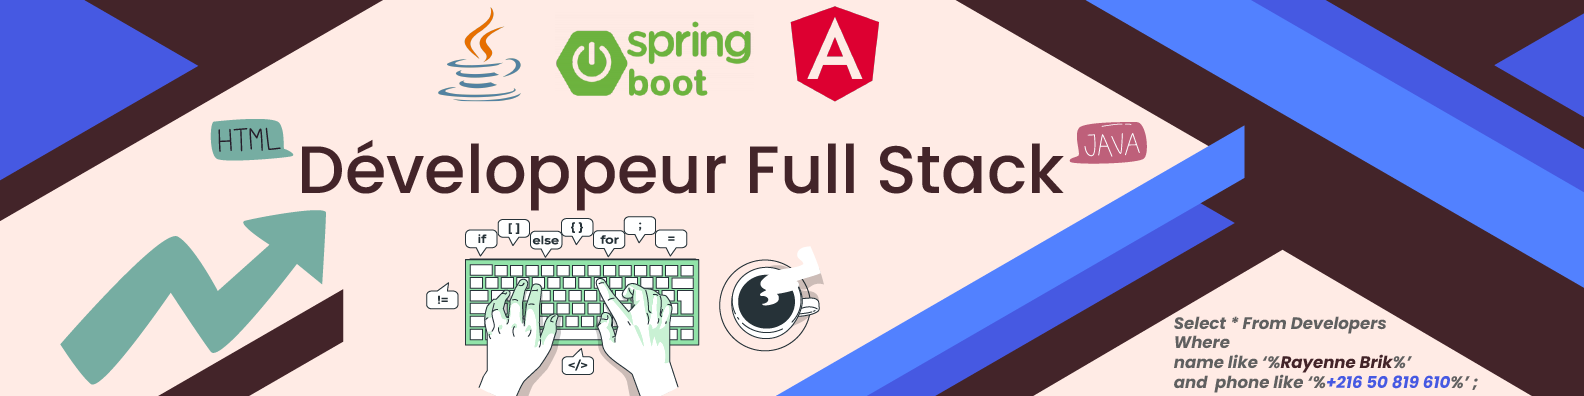 spring
boot
A
HTML
JAVA
Développeur Full Stack
if
[ ]
else
{ }
for
;
=
!=
</>
Select * From Developers
Where
name like ‘%Rayenne Brik%’
and phone like ‘%+216 50 819 610%’ ;